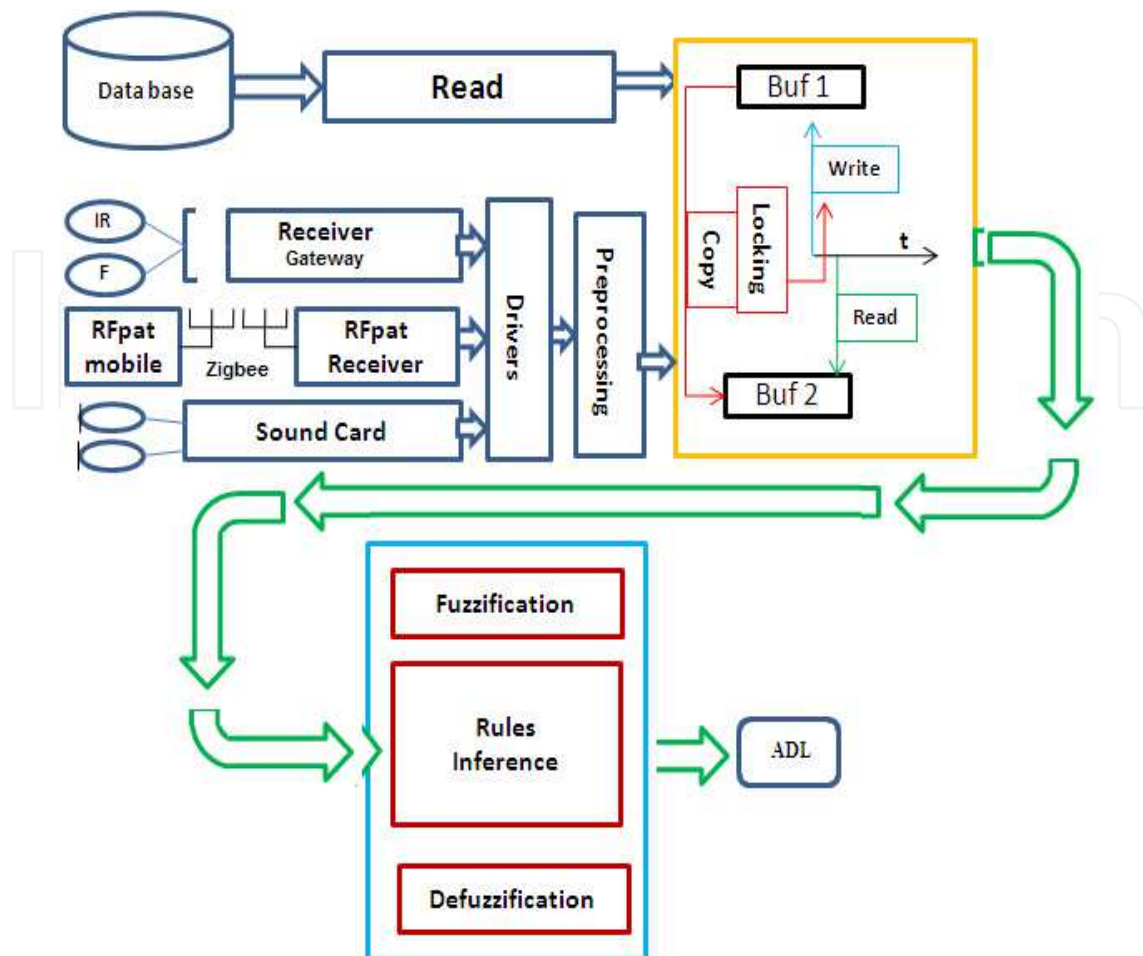 Data base
Read
Buf 1
Write
IR
F
Receiver
Gateway
Drivers
Preprocessing
Copy
Locking
t
Read
RFpat
mobile
Zigbee
RFpat
Receiver
Buf 2
Sound Card
Fuzzification
Rules
Inference
ADL
Defuzzification